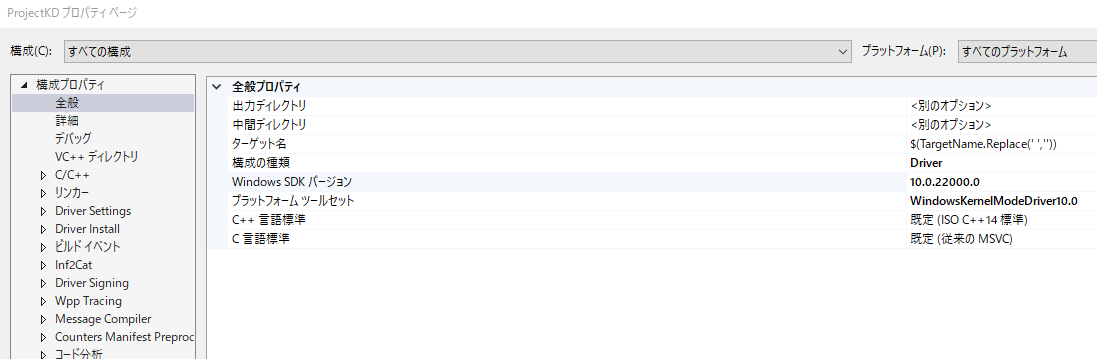 ProjectKD プロパティ ページ
構成(C): すべての構成 プラットフォーム(P): すべてのプラットフォーム
構成プロパティ
全般
詳細
デバッグ
VC++ ディレクトリ
C/C++
リンカー
Driver Settings
Driver Install
ビルド イベント
Inf2Cat
Driver Signing
Wpp Tracing
Message Compiler
Counters Manifest Preproc
コード分析
全般プロパティ
出力ディレクトリ <別のオプション>
中間ディレクトリ <別のオプション>
ターゲット名 $(TargetName.Replace(' ',''))
構成の種類 Driver
Windows SDK バージョン 10.0.22000.0
プラットフォーム ツールセット WindowsKernelModeDriver10.0
C++ 言語標準 既定 (ISO C++14 標準)
C 言語標準 既定 (従来の MSVC)